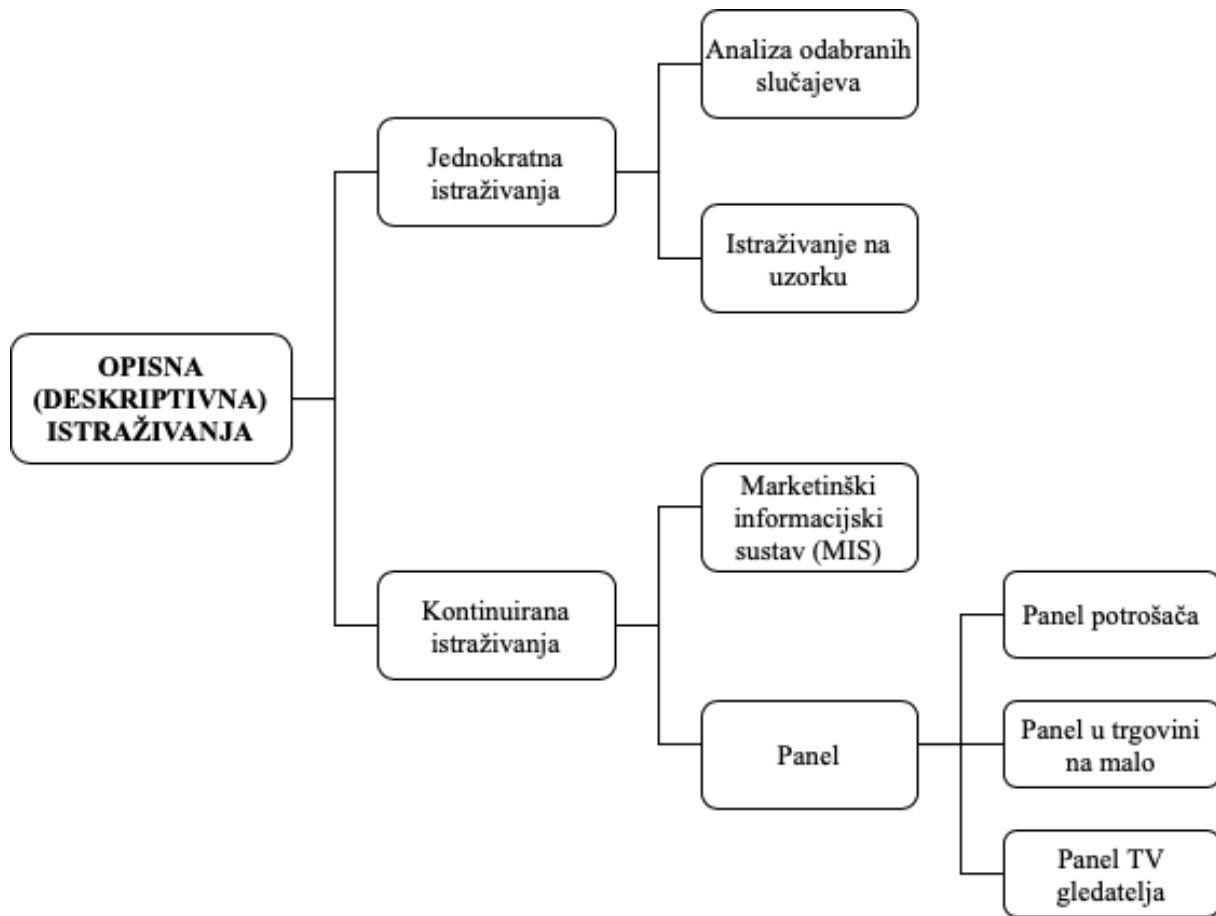 OPISNA
(DESKRIPTIVNA)
ISTRAŽIVANJA
Jednokratna
istraživanja
Analiza odabranih
slučajeva
Istraživanje na
uzorku
Kontinuirana
istraživanja
Marketinški
informacijski
sustav (MIS)
Panel
Panel potrošača
Panel u trgovini
na malo
Panel TV
gledatelja